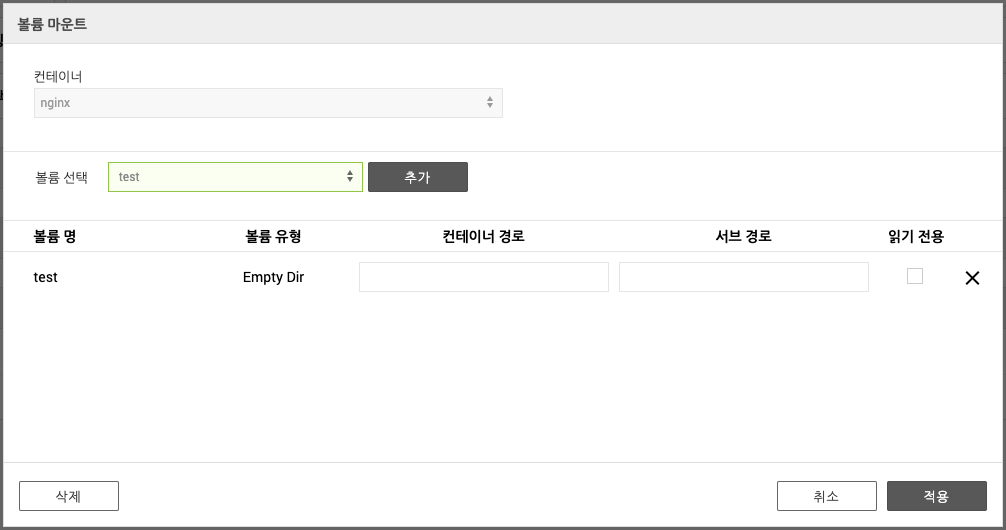 볼륨 마운트
컨테이너
nginx
볼륨 선택 test 추가
볼륨 명 볼륨 유형 컨테이너 경로 서브 경로 읽기 전용
test Empty Dir
삭제 취소 적용